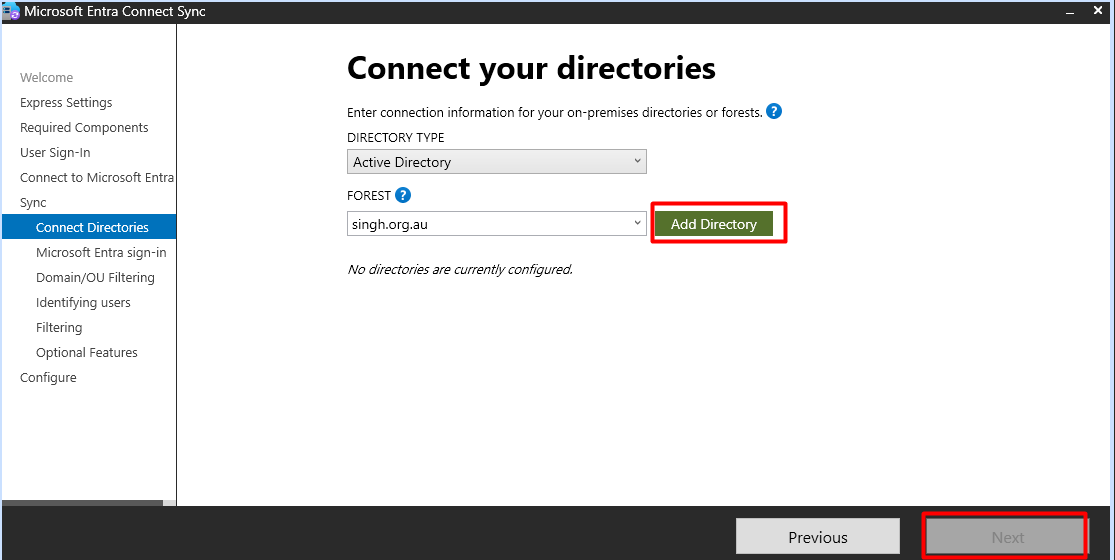 Microsoft Entra Connect Sync
Welcome
Express Settings
Required Components
User Sign-In
Connect to Microsoft Entra
Sync
Connect Directories
Microsoft Entra sign-in
Domain/OU Filtering
Identifying users
Filtering
Optional Features
Configure
Connect your directories
Enter connection information for your on-premises directories or forests. ?
DIRECTORY TYPE
Active Directory
FOREST ?
singh.org.au
Add Directory
No directories are currently configured.
Previous
Next